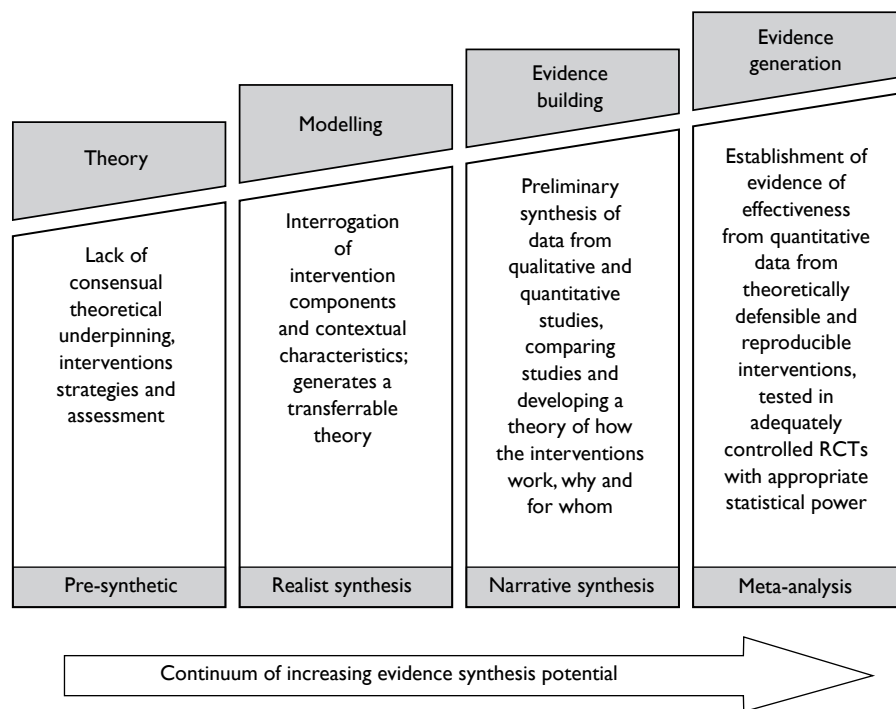 Theory
Lack of
consensual
theoretical
underpinning,
interventions
strategies and
assessment
Pre-synthetic
Modelling
Interrogation
of
intervention
components
and contextual
characteristics;
generates a
transferrable
theory
Realist synthesis
Evidence
building
Preliminary
synthesis of
data from
qualitative and
quantitative
studies,
comparing
studies and
developing a
theory of how
the interventions
work, why and
for whom
Narrative synthesis
Evidence
generation
Establishment of
evidence of
effectiveness
from quantitative
data from
theoretically
defensible and
reproducible
interventions,
tested in
adequately
controlled RCTs
with appropriate
statistical power
Meta-analysis
Continuum of increasing evidence synthesis potential